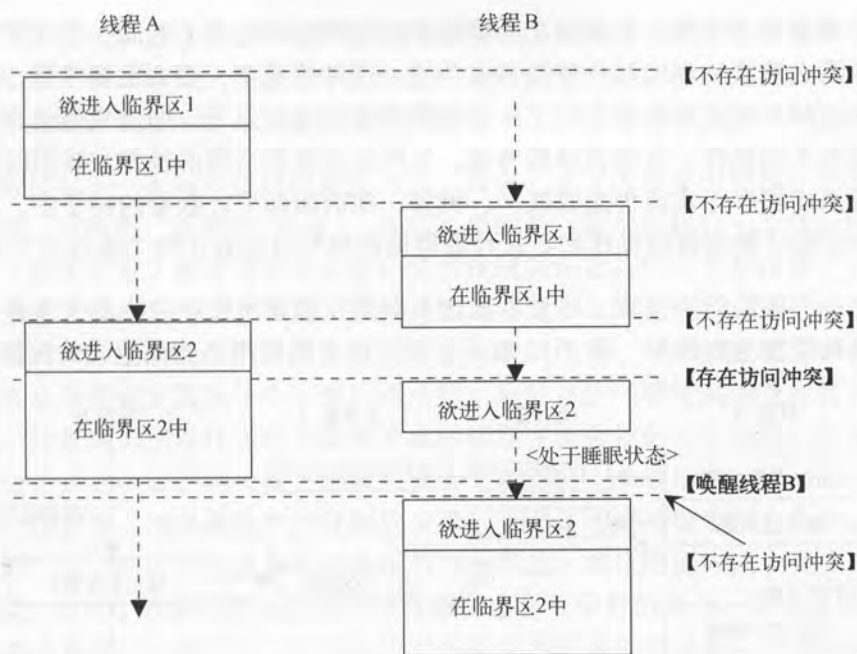 线程A
线程B
【不存在访问冲突】
欲进入临界区1
在临界区1中
【不存在访问冲突】
欲进入临界区1
在临界区1中
【不存在访问冲突】
欲进入临界区2
【存在访问冲突】
在临界区2中
欲进入临界区2
<处于睡眠状态>
【唤醒线程B】
欲进入临界区2
【不存在访问冲突】
在临界区2中